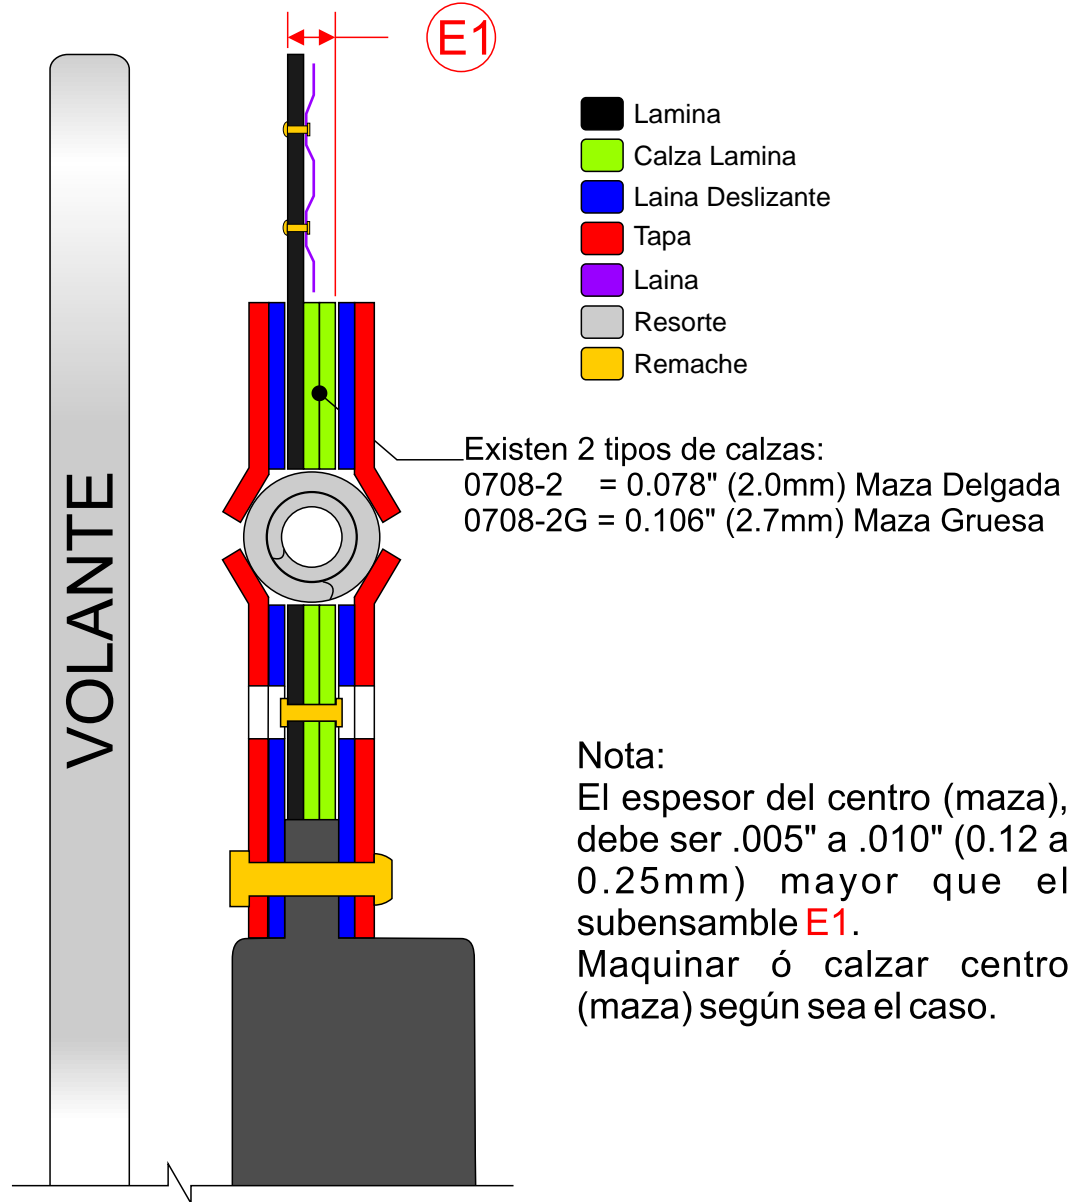 E1
Lamina
Calza Lamina
Laina Deslizante
Tapa
Laina
Resorte
Remache
Existen 2 tipos de calzas:
0708-2 = 0.078" (2.0mm) Maza Delgada
0708-2G = 0.106" (2.7mm) Maza Gruesa
VOLANTE
Nota:
El espesor del centro (maza),
debe ser .005" a .010" (0.12 a
0.25mm) mayor que el
subensamble E1.
Maquinar ó calzar centro
(maza) según sea el caso.